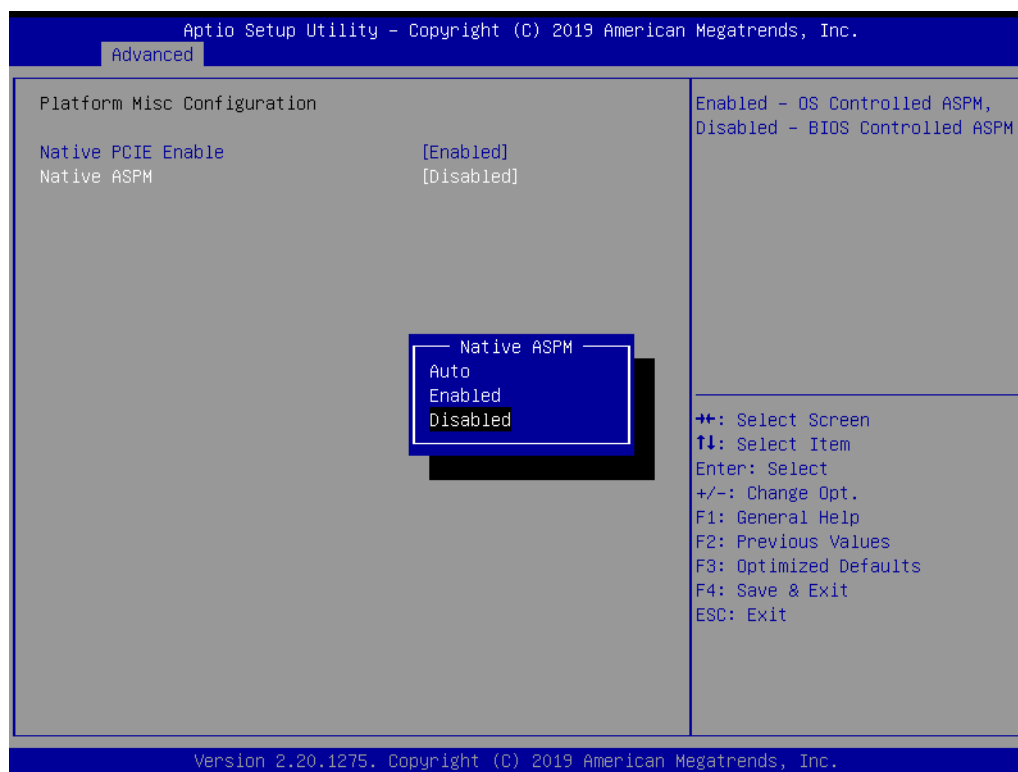 Aptio Setup Utility – Copyright (C) 2019 American Megatrends, Inc.
Advanced
Platform Misc Configuration
Native PCIE Enable [Enabled]
Native ASPM [Disabled]
Enabled – OS Controlled ASPM,
Disabled – BIOS Controlled ASPM
Native ASPM
Auto
Enabled
Disabled
→←: Select Screen
↑↓: Select Item
Enter: Select
+/-: Change Opt.
F1: General Help
F2: Previous Values
F3: Optimized Defaults
F4: Save & Exit
ESC: Exit
Version 2.20.1275. Copyright (C) 2019 American Megatrends, Inc.